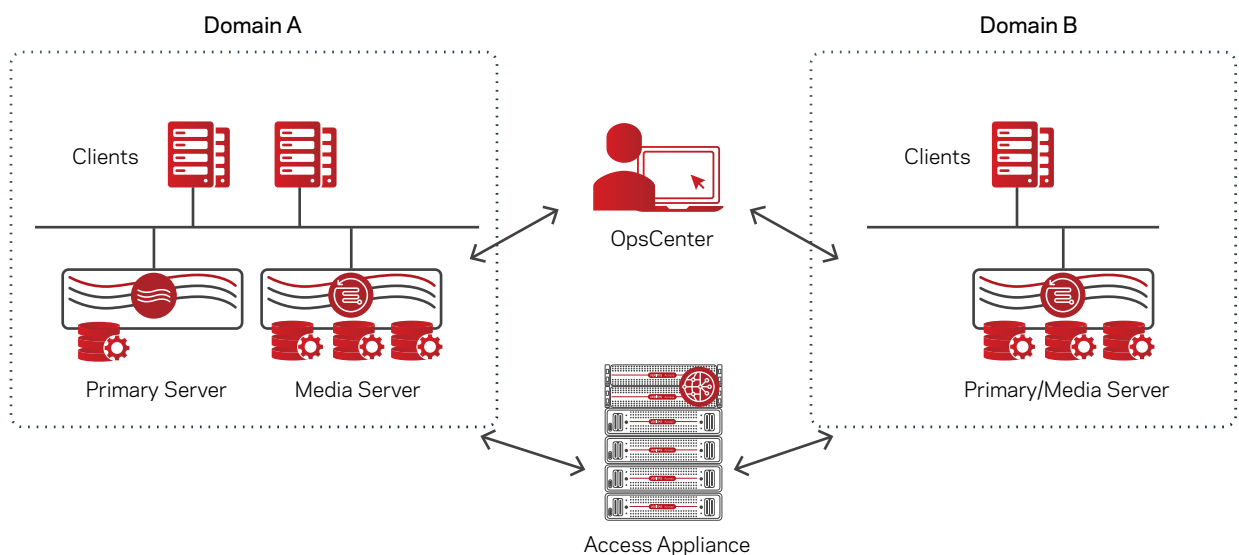 Domain A
Domain B
Clients
Clients
OpsCenter
Primary Server
Media Server
Primary/Media Server
Access Appliance